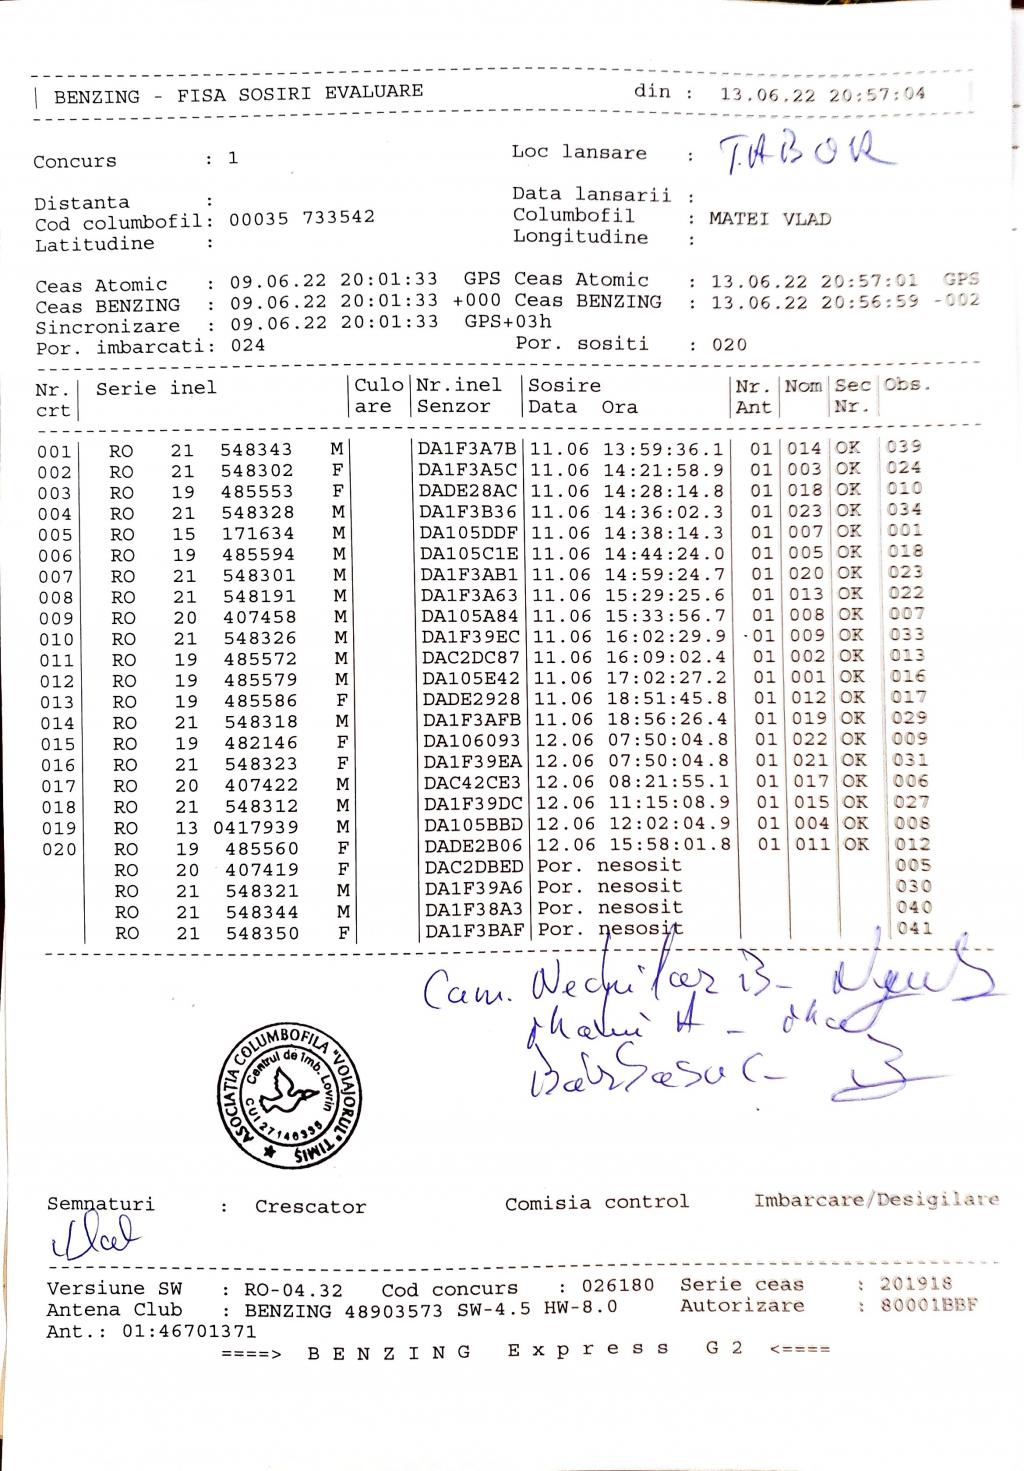 BENZING - FISA SOSIRI EVALUARE din : 13.06.22 20:57:04
Concurs : 1 Loc lansare : TABOR
Distanta : Data lansarii :
Cod columbofil: 00035 733542 Columbofil : MATEI VLAD
Latitudine : Longitudine :
Ceas Atomic : 09.06.22 20:01:33 GPS Ceas Atomic : 13.06.22 20:57:01 GPS
Ceas BENZING : 09.06.22 20:01:33 +000 Ceas BENZING : 13.06.22 20:56:59 -002
Sincronizare : 09.06.22 20:01:33 GPS+03h
Por. imbarcati: 024 Por. sositi : 020
Nr. Serie inel Culo Nr.inel Sosire Nr. Nom Sec Obs.
crt are Senzor Data Ora Ant Nr.
001 RO 21 548343 M DA1F3A7B 11.06 13:59:36.1 01 014 OK 039
002 RO 21 548302 F DA1F3A5C 11.06 14:21:58.9 01 003 OK 024
003 RO 19 485553 F DADE28AC 11.06 14:28:14.8 01 018 OK 010
004 RO 21 548328 M DA1F3B36 11.06 14:36:02.3 01 023 OK 034
005 RO 15 171634 M DA105DDF 11.06 14:38:14.3 01 007 OK 001
006 RO 19 485594 M DA105C1E 11.06 14:44:24.0 01 005 OK 018
007 RO 21 548301 M DA1F3AB1 11.06 14:59:24.7 01 020 OK 023
008 RO 21 548191 M DA1F3A63 11.06 15:29:25.6 01 013 OK 022
009 RO 20 407458 M DA105A84 11.06 15:33:56.7 01 008 OK 007
010 RO 21 548326 M DA1F39EC 11.06 16:02:29.9 01 009 OK 033
011 RO 19 485572 M DAC2DC87 11.06 16:09:02.4 01 002 OK 013
012 RO 19 485579 M DA105E42 11.06 17:02:27.2 01 001 OK 016
013 RO 19 485586 F DADE2928 11.06 18:51:45.8 01 012 OK 017
014 RO 21 548318 M DA1F3AFB 11.06 18:56:26.4 01 019 OK 029
015 RO 19 482146 F DA106093 12.06 07:50:04.8 01 022 OK 009
016 RO 21 548323 F DA1F39EA 12.06 07:50:04.8 01 021 OK 031
017 RO 20 407422 M DAC42CE3 12.06 08:21:55.1 01 017 OK 006
018 RO 21 548312 M DA1F39DC 12.06 11:15:08.9 01 015 OK 027
019 RO 13 0417939 M DA105BBD 12.06 12:02:04.9 01 004 OK 008
020 RO 19 485560 F DADE2B06 12.06 15:58:01.8 01 011 OK 012
RO 20 407419 F DAC2DBED Por. nesosit 005
RO 21 548321 M DA1F39A6 Por. nesosit 030
RO 21 548344 M DA1F38A3 Por. nesosit 040
RO 21 548350 F DA1F3BAF Por. nesosit 041
Cam. B-
A -
C-
ASOCIATIA COLUMBOFILA "VOIAJORUL" TIMIȘ
Centrul de îmb. Lovrin
CUI 27146335
Semnaturi : Crescator Comisia control Imbarcare/Desigilare
Vlad
Versiune SW : RO-04.32 Cod concurs : 026180 Serie ceas : 201918
Antena Club : BENZING 48903573 SW-4.5 HW-8.0 Autorizare : 80001BBF
Ant.: 01:46701371
====> BENZING Express G2 <====